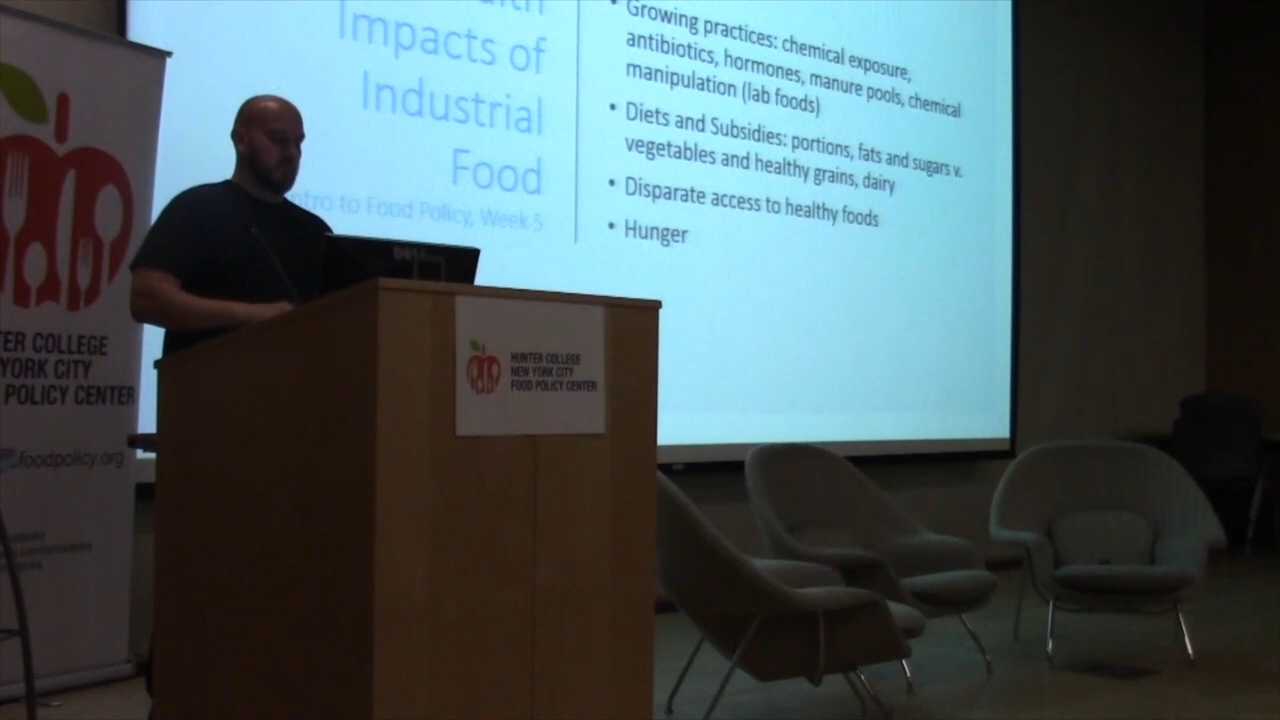 Impacts of
Industrial
Food
ntro to Food Policy, Week 5
• Growing practices: chemical exposure,
antibiotics, hormones, manure pools, chemical
manipulation (lab foods)
• Diets and Subsidies: portions, fats and sugars v.
vegetables and healthy grains, dairy
• Disparate access to healthy foods
• Hunger
TER COLLEGE
YORK CITY
POLICY CENTER
foodpolicy.org
DELL
HUNTER COLLEGE
NEW YORK CITY
FOOD POLICY CENTER